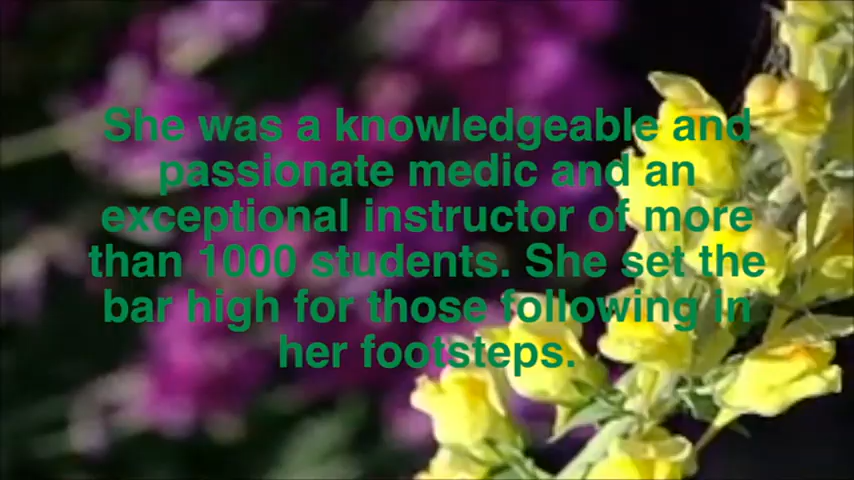 She was a knowledgeable and
passionate medic and an
exceptional instructor of more
than 1000 students. She set the
bar high for those following in
her footsteps.